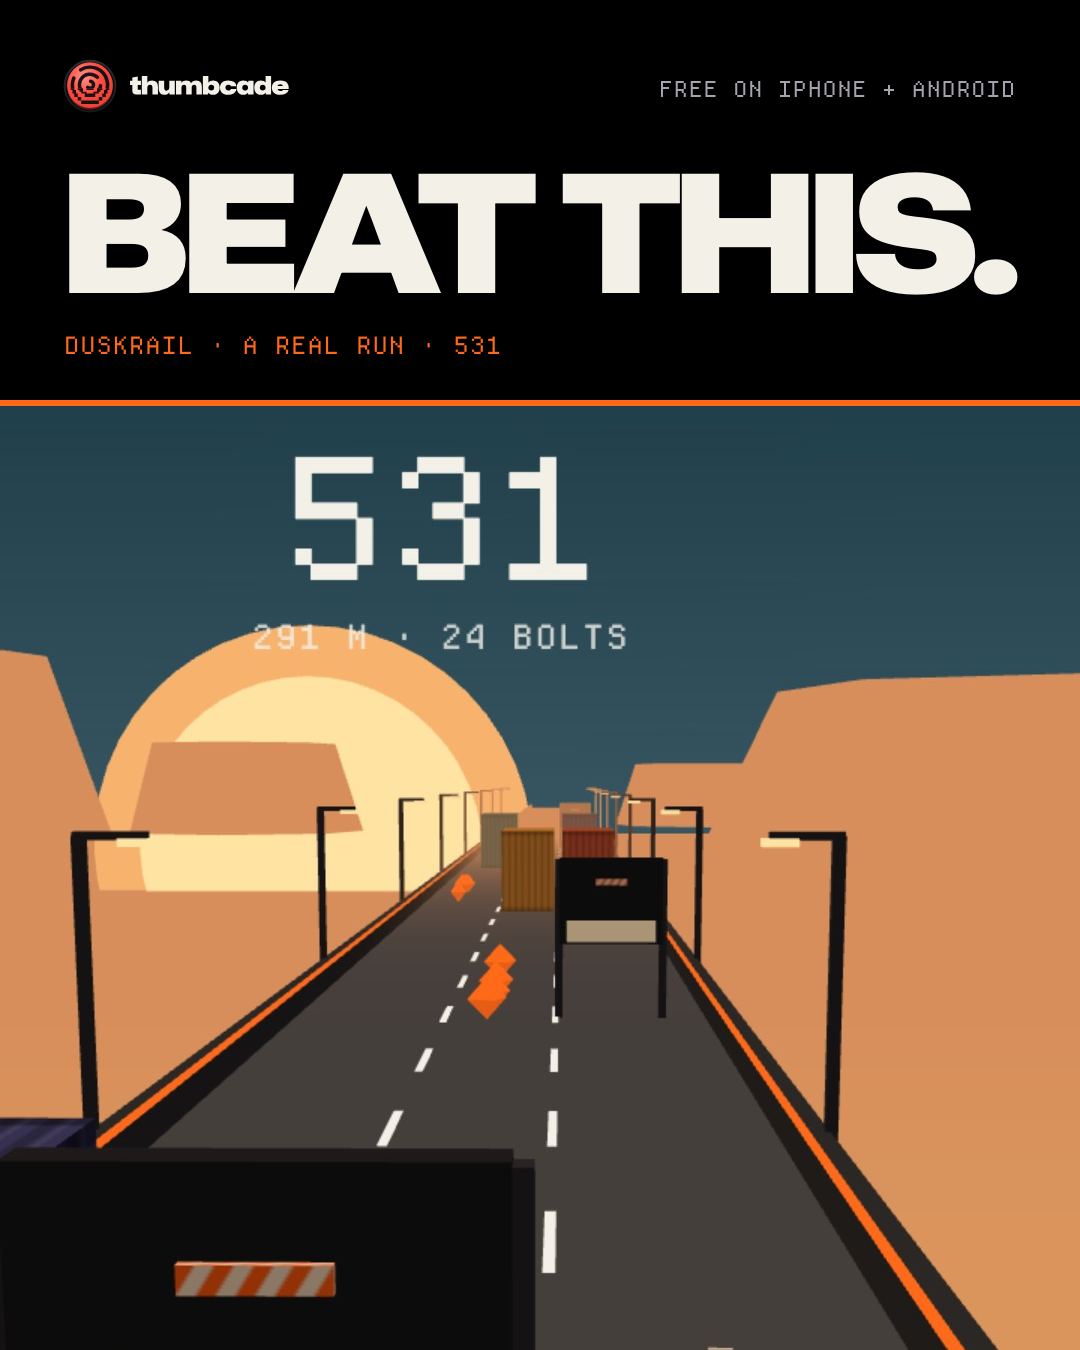 thumbcade
FREE ON IPHONE + ANDROID
BEAT THIS.
DUSKRAIL · A REAL RUN · 531
531
291 M · 24 BOLTS